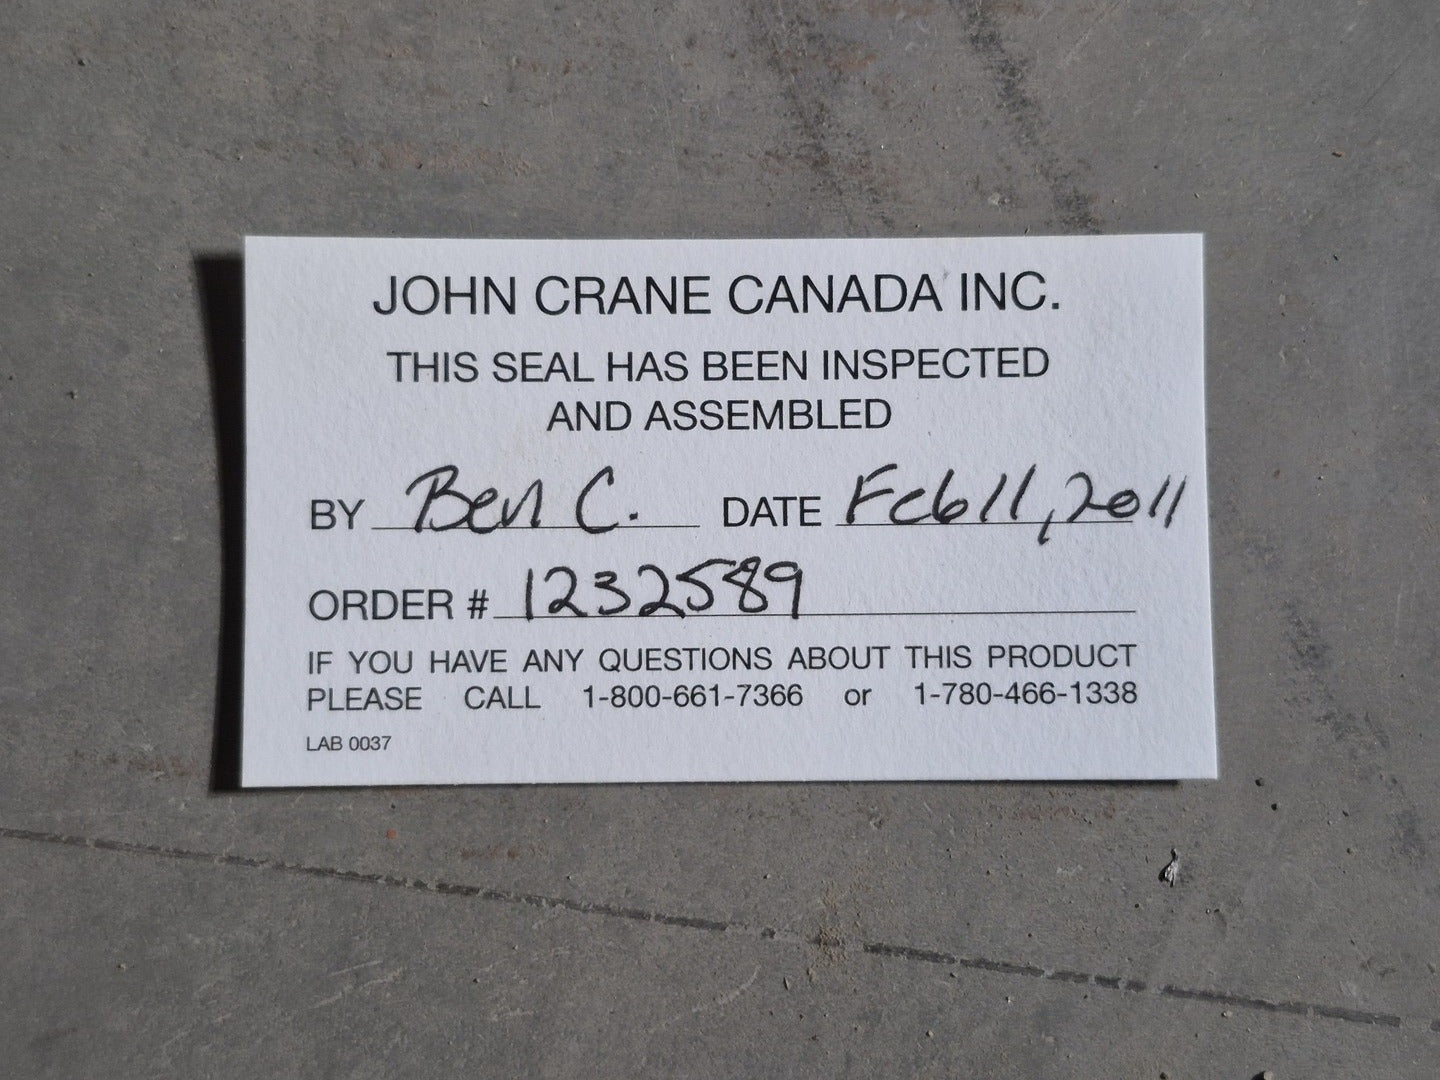 JOHN CRANE CANADA INC.
THIS SEAL HAS BEEN INSPECTED
AND ASSEMBLED
BY Ben C. DATE Feb 11, 2011
ORDER # 1232589
IF YOU HAVE ANY QUESTIONS ABOUT THIS PRODUCT
PLEASE CALL 1-800-661-7366 or 1-780-466-1338
LAB 0037